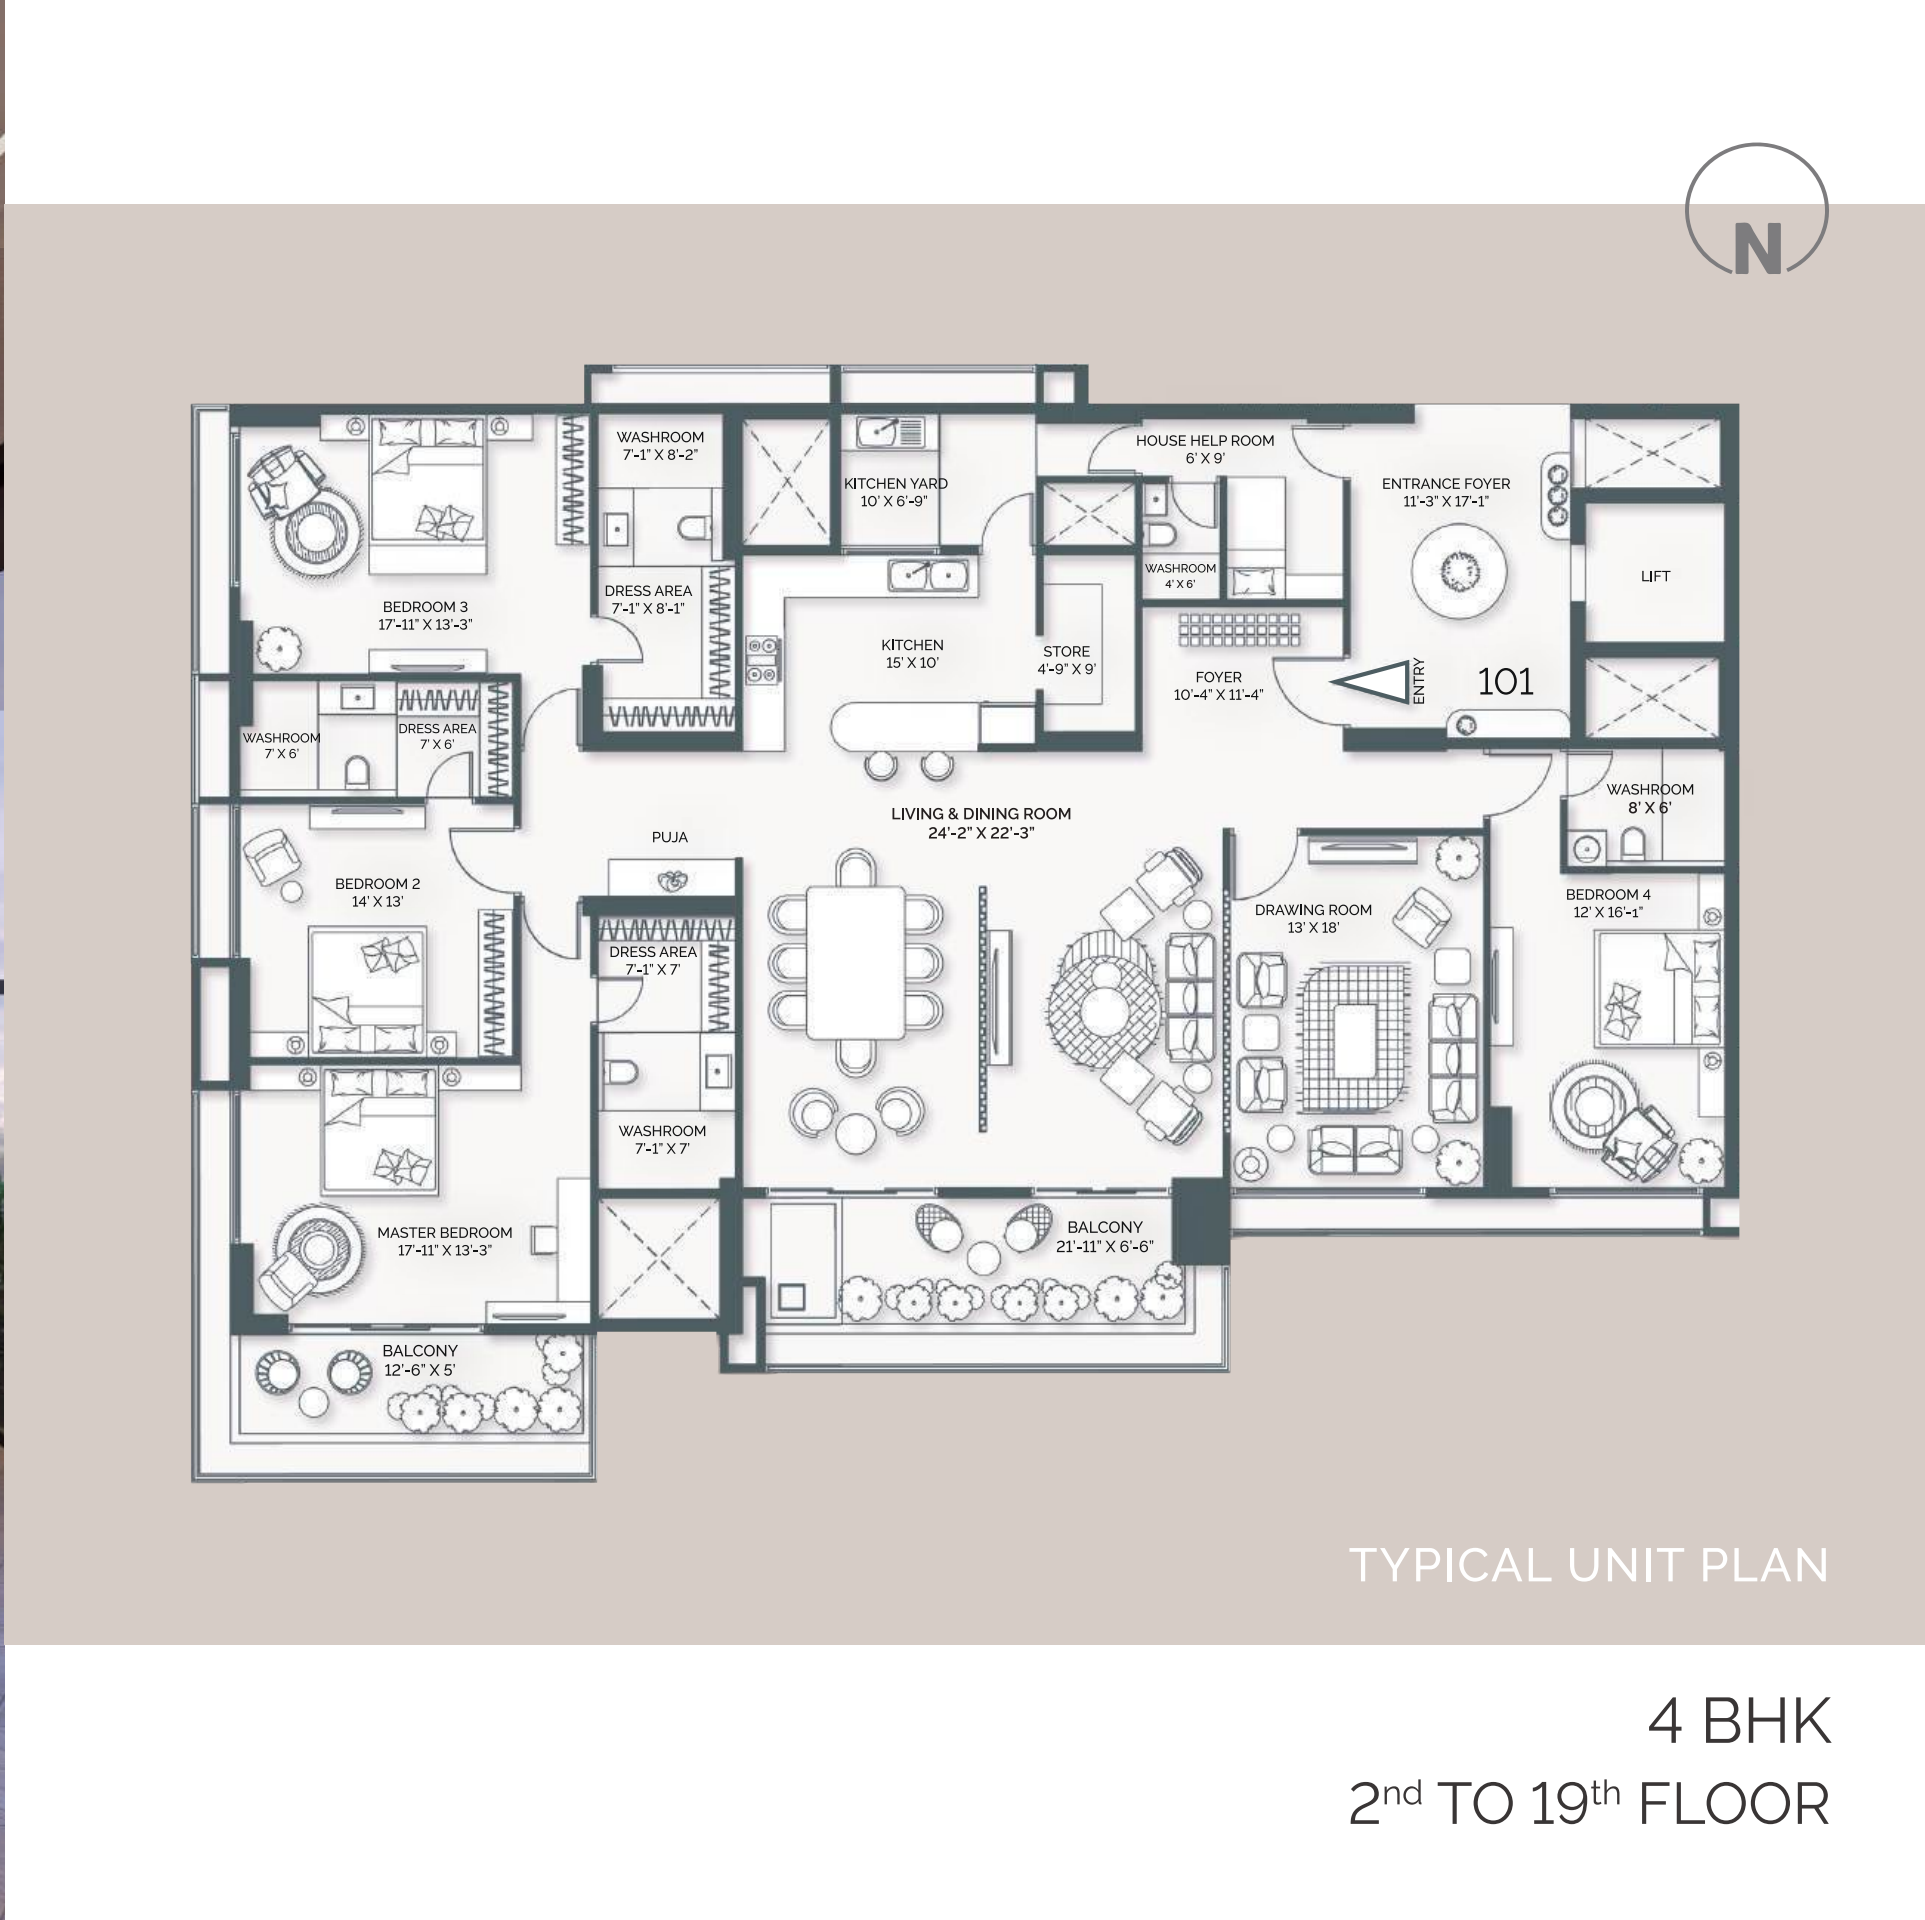 N
WASHROOM
7'-1" X 8'-2"
HOUSE HELP ROOM
6' X 9'
KITCHEN YARD
10' X 6'-9"
ENTRANCE FOYER
11'-3" X 17'-1"
LIFT
WASHROOM
4' X 6'
DRESS AREA
7'-1" X 8'-1"
BEDROOM 3
17'-11" X 13'-3"
KITCHEN
15' X 10'
STORE
4'-9" X 9'
FOYER
10'-4" X 11'-4"
ENTRY
101
WASHROOM
7' X 6'
DRESS AREA
7' X 6'
WASHROOM
8' X 6'
LIVING & DINING ROOM
24'-2" X 22'-3"
PUJA
BEDROOM 2
14' X 13'
BEDROOM 4
12' X 16'-1"
DRAWING ROOM
13' X 18'
DRESS AREA
7'-1" X 7'
WASHROOM
7'-1" X 7'
MASTER BEDROOM
17'-11" X 13'-3"
BALCONY
21'-11" X 6'-6"
BALCONY
12'-6" X 5'
TYPICAL UNIT PLAN
4 BHK
2nd TO 19th FLOOR